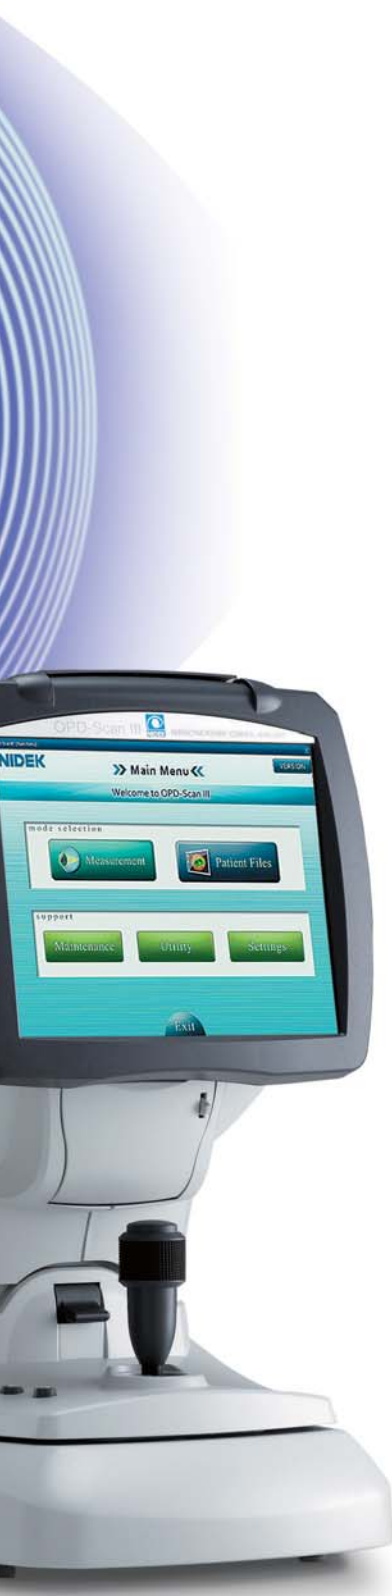 OPD-Scan III
NIDEK
>> Main Menu <<
VERSION
Welcome to OPD-Scan III
mode selection
Measurement
Patient Files
support
Maintenance
Utility
Settings
Exit